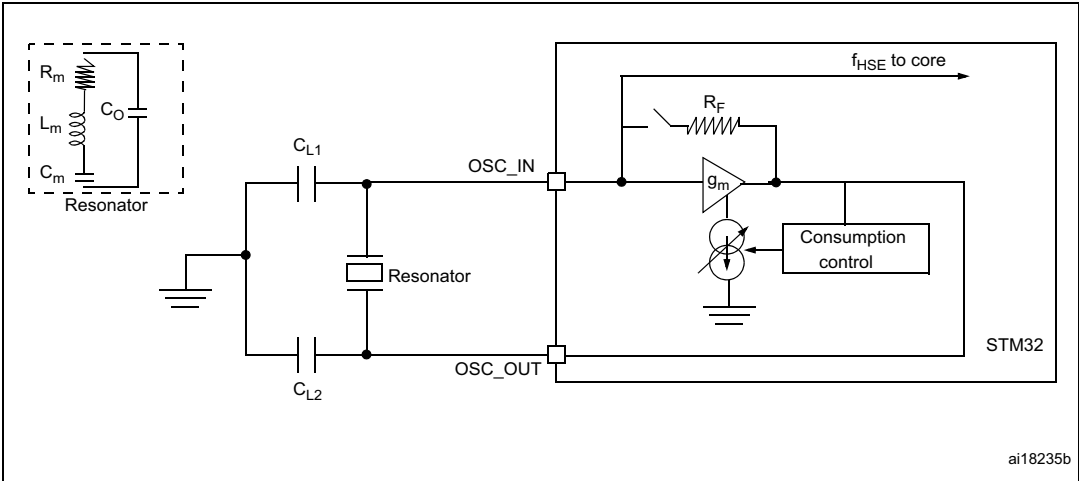 fHSE to core
Rm
RF
CO
Lm
CL1
OSC_IN
gm
Cm
Resonator
Consumption
control
Resonator
STM32
OSC_OUT
CL2
ai18235b